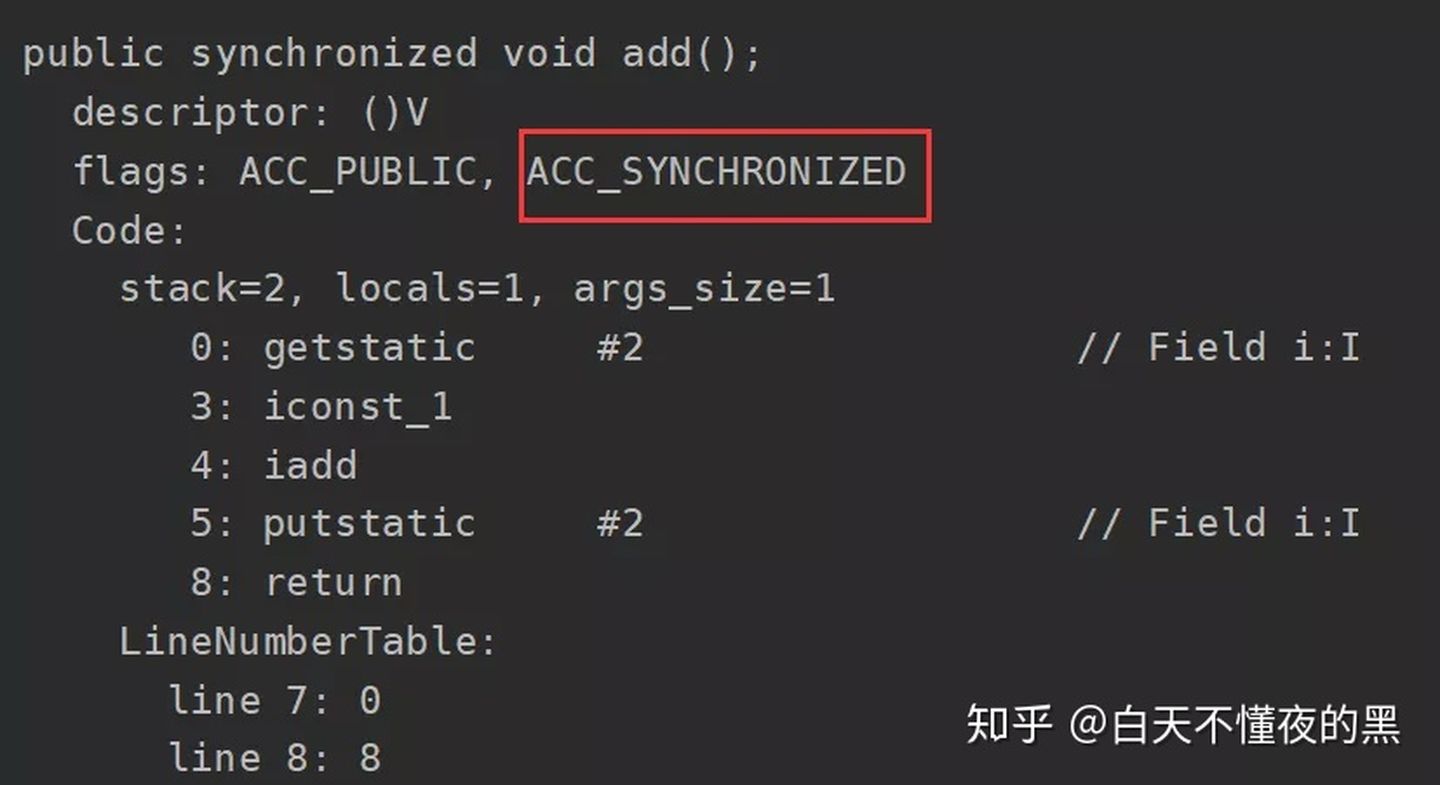 public synchronized void add();
descriptor: ()V
flags: ACC_PUBLIC, ACC_SYNCHRONIZED
Code:
stack=2, locals=1, args_size=1
0: getstatic #2 // Field i:I
3: iconst_1
4: iadd
5: putstatic #2 // Field i:I
8: return
LineNumberTable:
line 7: 0
line 8: 8
知乎 @白天不懂夜的黑